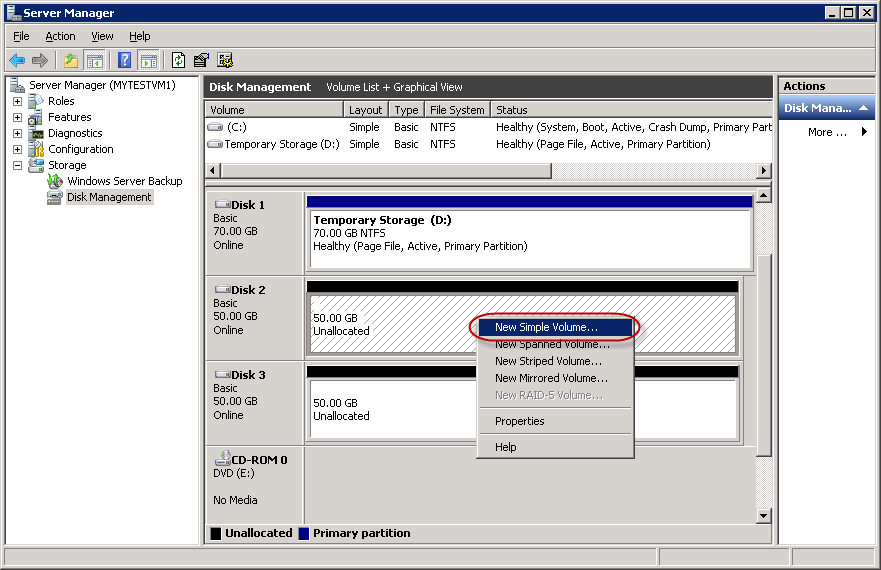 Server Manager
File Action View Help
Server Manager (MYTESTVM1)
Roles
Features
Diagnostics
Configuration
Storage
Windows Server Backup
Disk Management
Disk Management Volume List + Graphical View
Volume Layout Type File System Status
(C:) Simple Basic NTFS Healthy (System, Boot, Active, Crash Dump, Primary Part
Temporary Storage (D:) Simple Basic NTFS Healthy (Page File, Active, Primary Partition)
Disk 1
Basic
70.00 GB
Online
Temporary Storage (D:)
70.00 GB NTFS
Healthy (Page File, Active, Primary Partition)
Disk 2
Basic
50.00 GB
Online
50.00 GB
Unallocated
Disk 3
Basic
50.00 GB
Online
50.00 GB
Unallocated
CD-ROM 0
DVD (E:)
No Media
New Simple Volume...
New Spanned Volume...
New Striped Volume...
New Mirrored Volume...
New RAID-5 Volume...
Properties
Help
Unallocated Primary partition
Actions
Disk Mana...
More ...